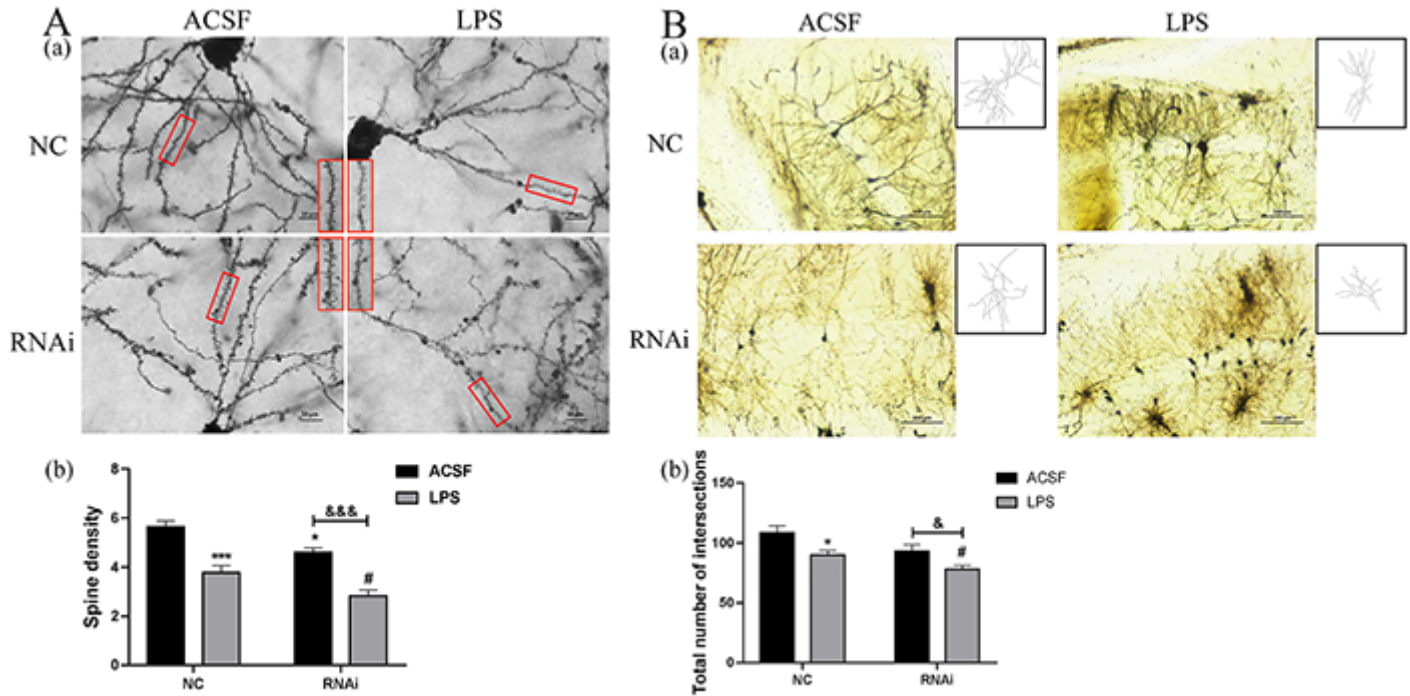 A
ACSF
LPS
(a)
NC
RNAi
(b)
8
6
4
2
0
Spine density
ACSF
LPS
***
*
&&&
#
NC
RNAi
B
ACSF
LPS
(a)
NC
RNAi
(b)
150
100
50
0
Total number of intersections
ACSF
LPS
*
&
#
NC
RNAi